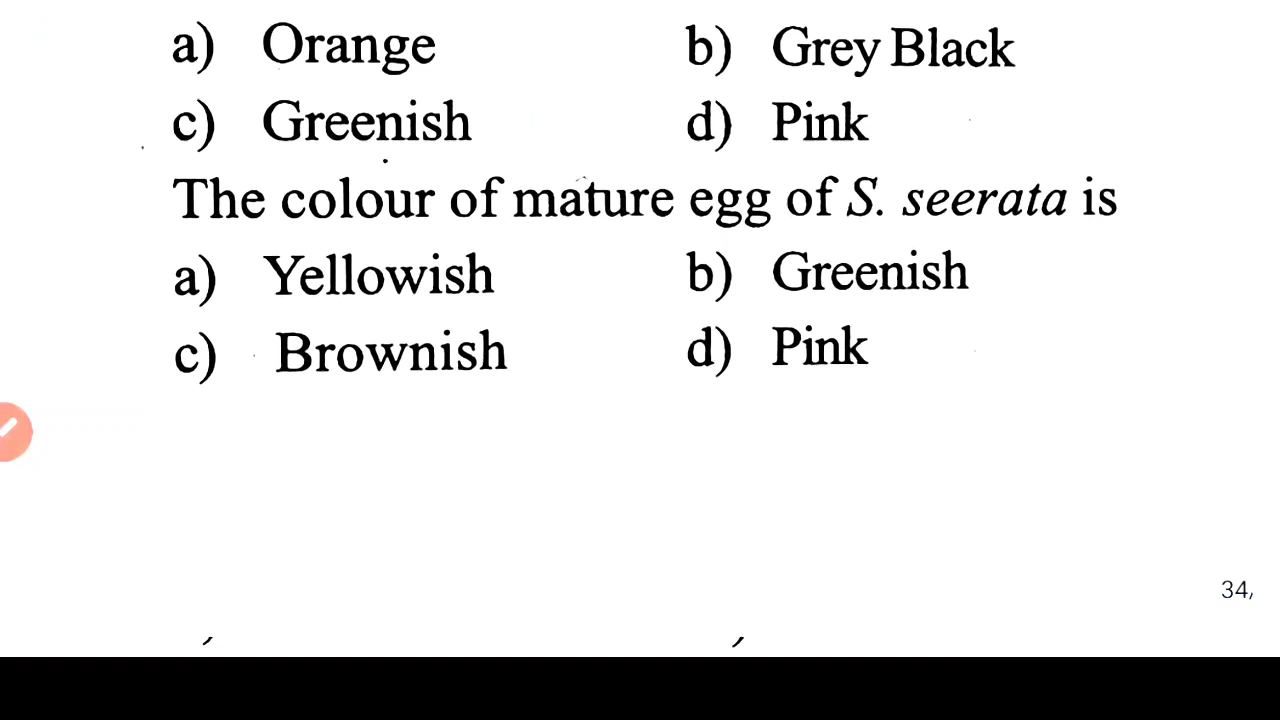 a) Orange b) Grey Black
c) Greenish d) Pink
The colour of mature egg of S. seerata is
a) Yellowish b) Greenish
c) Brownish d) Pink
34,